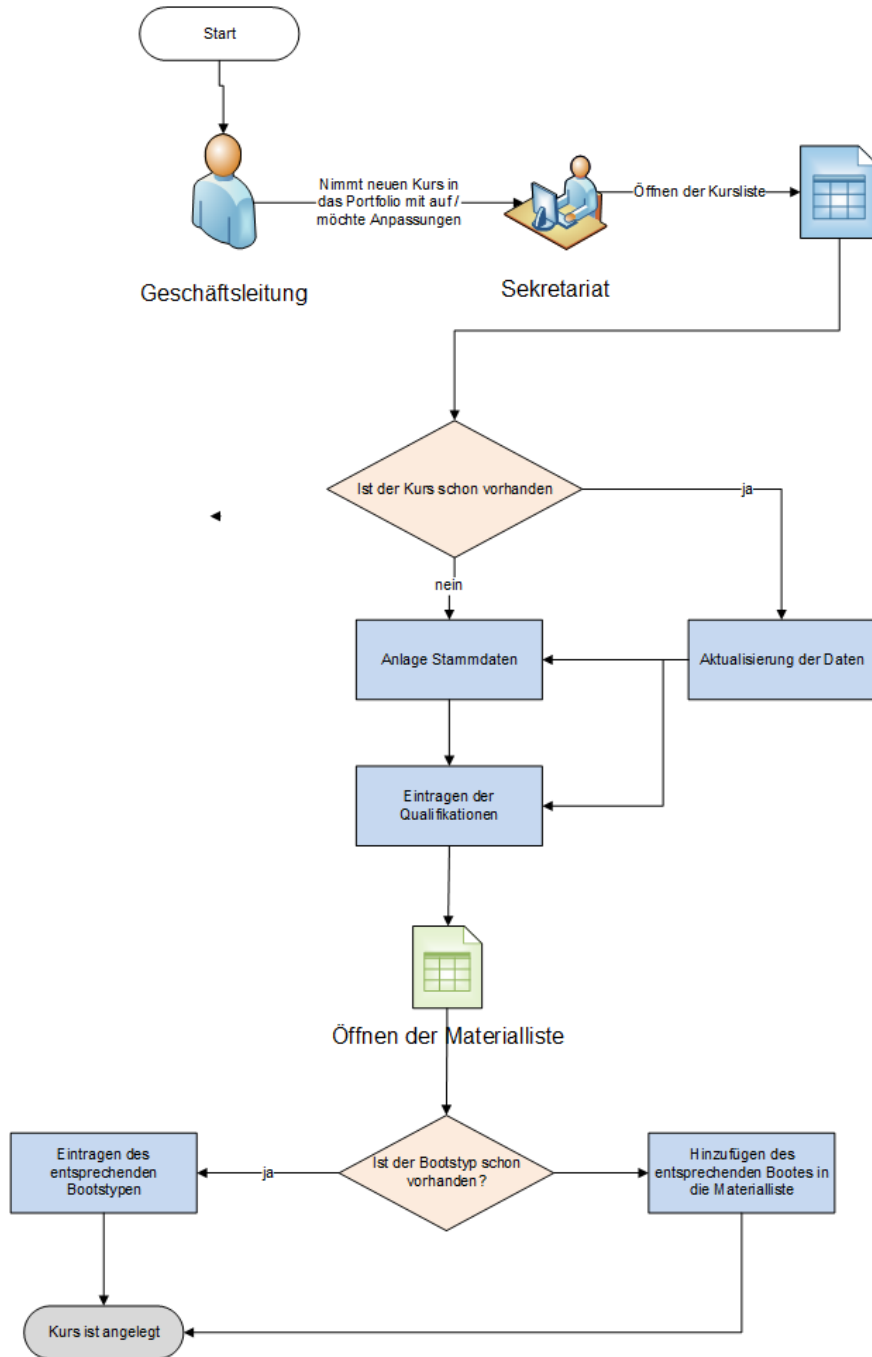 Start
Nimmt neuen Kurs in
das Portfolio mit auf /
möchte Anpassungen
Öffnen der Kursliste
Geschäftsleitung
Sekretariat
Ist der Kurs schon vorhanden
ja
nein
Anlage Stammdaten
Aktualisierung der Daten
Eintragen der
Qualifikationen
Öffnen der Materialliste
Eintragen des
entsprechenden
Bootstypen
ja
Ist der Bootstyp schon
vorhanden?
Hinzufügen des
entsprechenden Bootes in
die Materialliste
Kurs ist angelegt